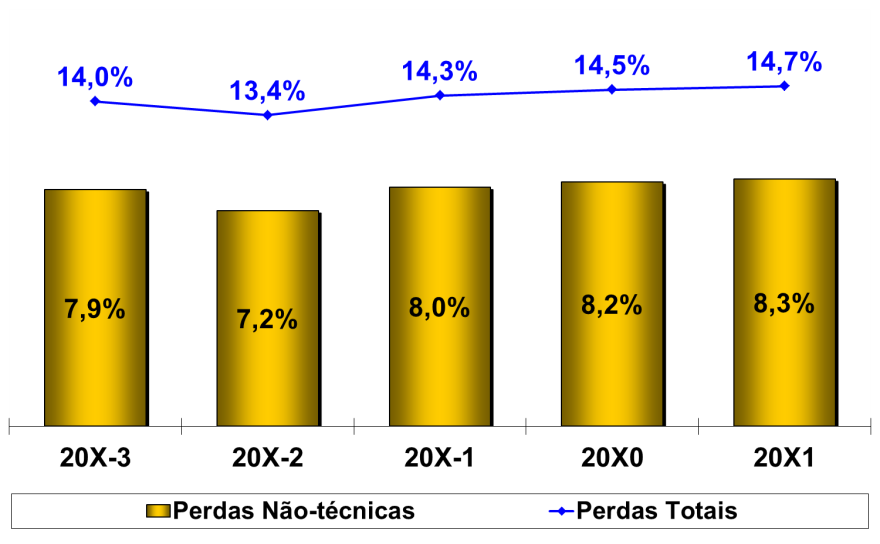 14,0%
13,4%
14,3%
14,5%
14,7%
7,9%
7,2%
8,0%
8,2%
8,3%
20X-3
20X-2
20X-1
20X0
20X1
Perdas Não-técnicas
Perdas Totais